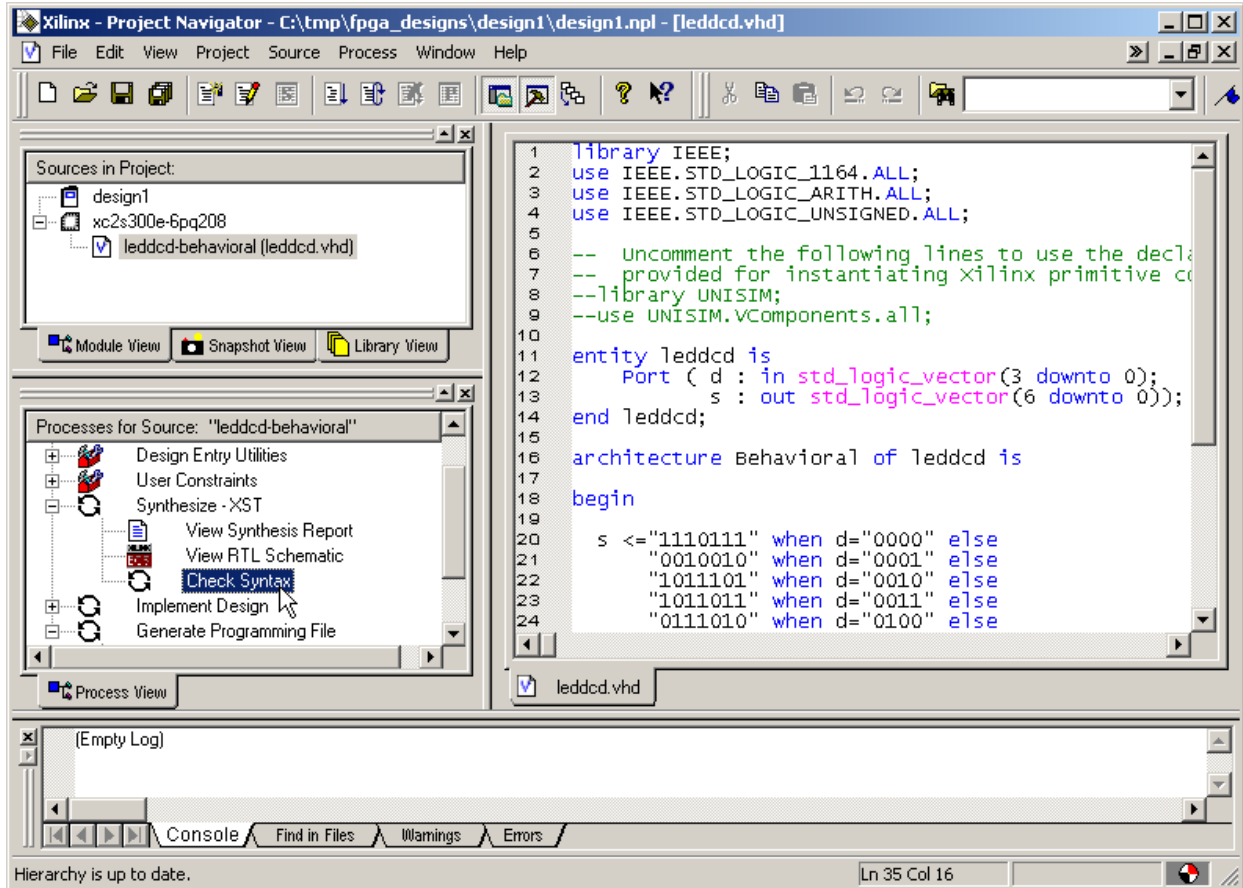 Xilinx - Project Navigator - C:\tmp\fpga_designs\design1\design1.npl - [leddcd.vhd]
File Edit View Project Source Process Window Help
Sources in Project:
design1
xc2s300e-6pq208
leddcd-behavioral (leddcd.vhd)
Module View Snapshot View Library View
Processes for Source: "leddcd-behavioral"
Design Entry Utilities
User Constraints
Synthesize - XST
View Synthesis Report
View RTL Schematic
Check Syntax
Implement Design
Generate Programming File
Process View
1 library IEEE;
2 use IEEE.STD_LOGIC_1164.ALL;
3 use IEEE.STD_LOGIC_ARITH.ALL;
4 use IEEE.STD_LOGIC_UNSIGNED.ALL;
5
6 --  Uncomment the following lines to use the decla
7 --  provided for instantiating Xilinx primitive co
8 --library UNISIM;
9 --use UNISIM.VComponents.all;
10
11 entity leddcd is
12     Port ( d : in std_logic_vector(3 downto 0);
13            s : out std_logic_vector(6 downto 0));
14 end leddcd;
15
16 architecture Behavioral of leddcd is
17
18 begin
19
20   s <="1110111" when d="0000" else
21       "0010010" when d="0001" else
22       "1011101" when d="0010" else
23       "1011011" when d="0011" else
24       "0111010" when d="0100" else
leddcd.vhd
(Empty Log)
Console Find in Files Warnings Errors
Hierarchy is up to date. Ln 35 Col 16